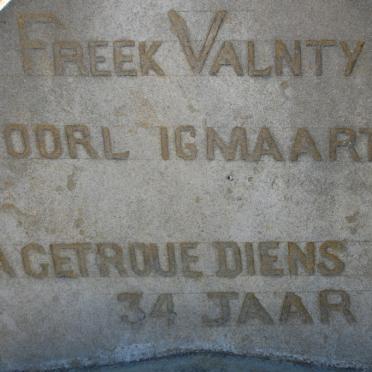 FREEK VALNTY
OORL 16 MAART
A GETROUE DIENS
34 JAAR